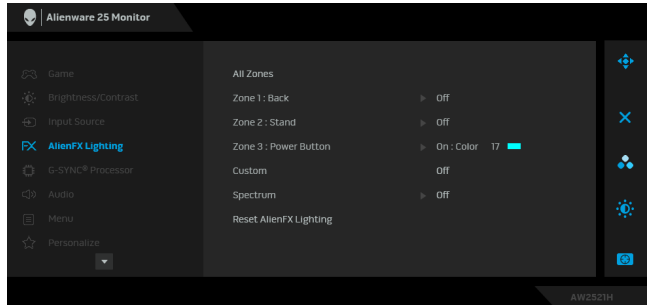 Alienware 25 Monitor
Game
Brightness/Contrast
Input Source
FX AlienFX Lighting
G-SYNC® Processor
Audio
Menu
Personalize
All Zones
Zone 1 : Back Off
Zone 2 : Stand Off
Zone 3 : Power Button On : Color 17
Custom Off
Spectrum Off
Reset AlienFX Lighting
AW2521H